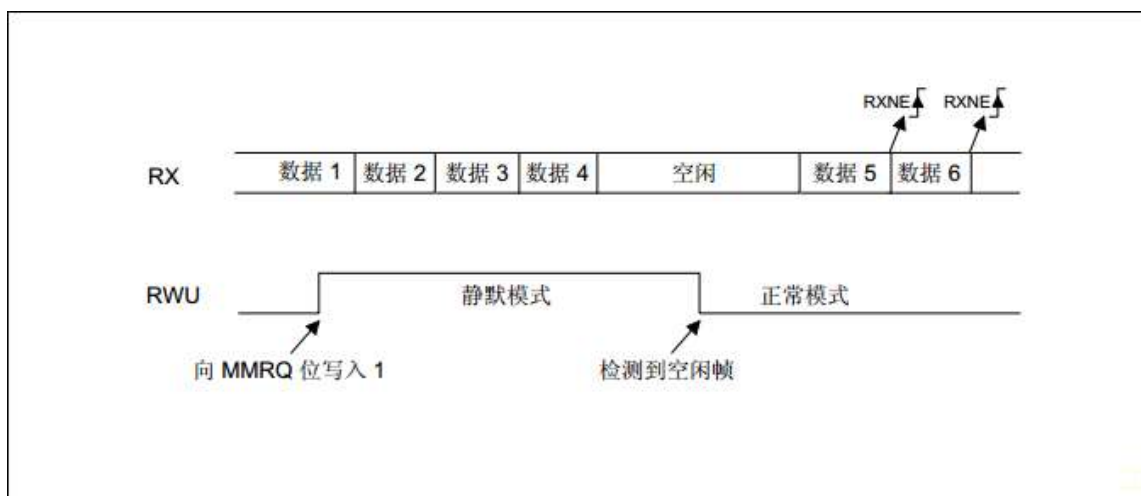 RXNE RXNE
RX 数据 1 数据 2 数据 3 数据 4 空闲 数据 5 数据 6
RWU 静默模式 正常模式
向 MMRQ 位写入 1 检测到空闲帧